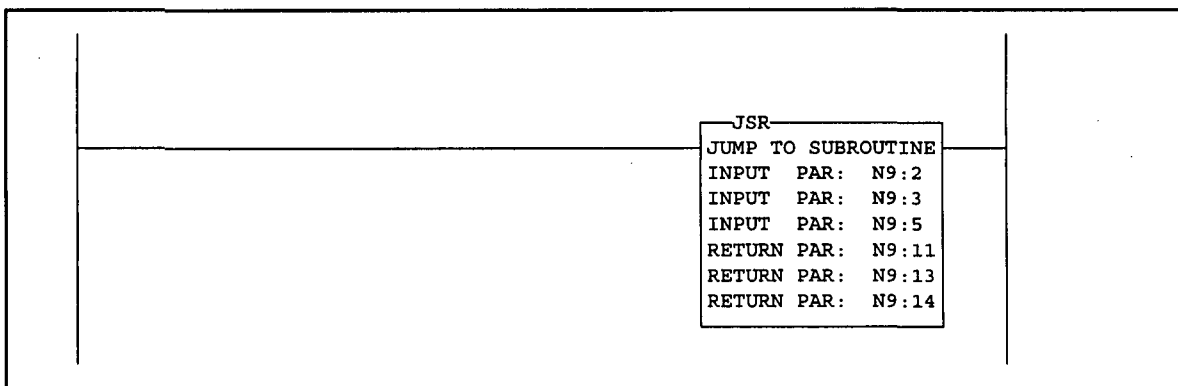 JSR
JUMP TO SUBROUTINE
INPUT PAR: N9:2
INPUT PAR: N9:3
INPUT PAR: N9:5
RETURN PAR: N9:11
RETURN PAR: N9:13
RETURN PAR: N9:14